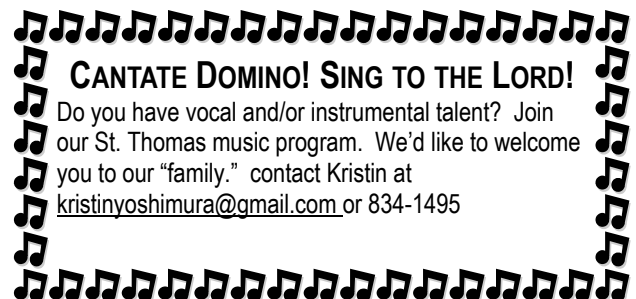 CANTATE DOMINO! SING TO THE LORD!
Do you have vocal and/or instrumental talent?  Join
our St. Thomas music program.  We’d like to welcome
you to our “family.”  contact Kristin at
kristinyoshimura@gmail.com or 834-1495